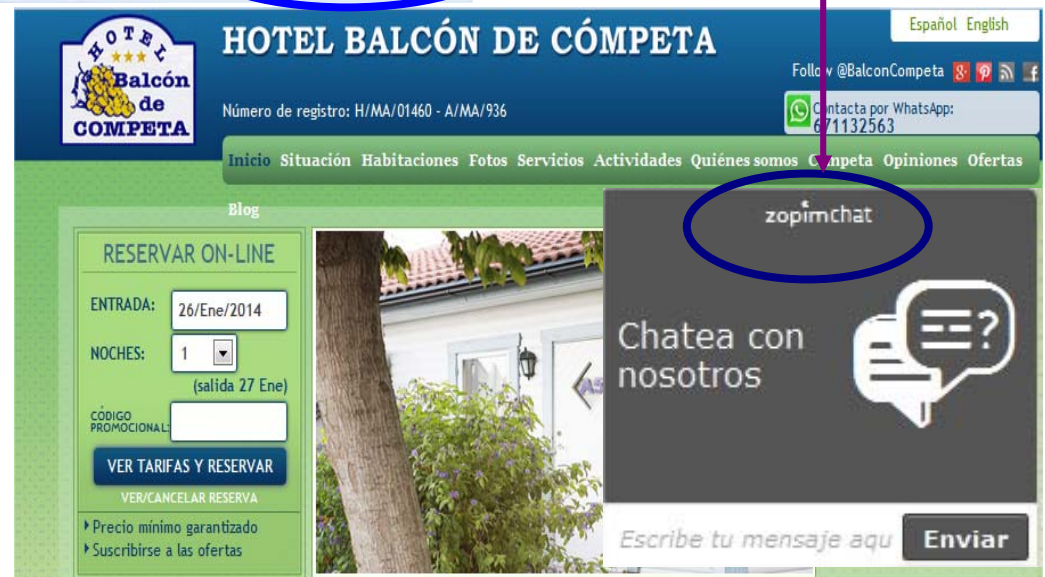 HOTEL
Balcón
de
COMPETA
HOTEL BALCÓN DE CÓMPETA
Español English
Follow @BalconCompeta
Número de registro: H/MA/01460 - A/MA/936
Contacta por WhatsApp:
671132563
Inicio Situación Habitaciones Fotos Servicios Actividades Quiénes somos Cómpeta Opiniones Ofertas
Blog
zopimchat
RESERVAR ON-LINE
ENTRADA: 26/Ene/2014
NOCHES: 1
(salida 27 Ene)
CÓDIGO
PROMOCIONAL:
VER TARIFAS Y RESERVAR
VER/CANCELAR RESERVA
Precio mínimo garantizado
Suscribirse a las ofertas
Chatea con
nosotros
Escribe tu mensaje aqu Enviar